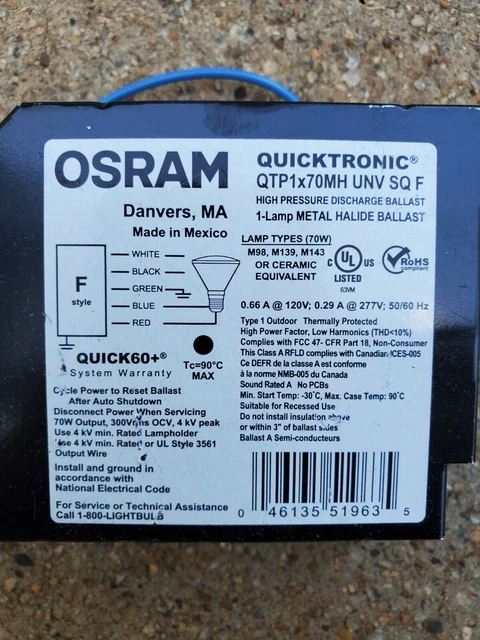 OSRAM
Danvers, MA
Made in Mexico
QUICKTRONIC®
QTP1x70MH UNV SQ F
HIGH PRESSURE DISCHARGE BALLAST
1-Lamp METAL HALIDE BALLAST
F
style
WHITE
BLACK
GREEN
BLUE
RED
LAMP TYPES (70W)
M98, M139, M143
OR CERAMIC
EQUIVALENT
C UL US
LISTED
63VM
RoHS
compliant
0.66 A @ 120V; 0.29 A @ 277V; 50/60 Hz
QUICK60+®
System Warranty
Tc=90°C
MAX
Cycle Power to Reset Ballast
After Auto Shutdown
Disconnect Power When Servicing
70W Output, 300Vrms OCV, 4 kV peak
Use 4 kV min. Rated Lampholder
Use 4 kV min. Rated or UL Style 3561
Output Wire
Install and ground in
accordance with
National Electrical Code
For Service or Technical Assistance
Call 1-800-LIGHTBULB
Type 1 Outdoor Thermally Protected
High Power Factor, Low Harmonics (THD<10%)
Complies with FCC 47- CFR Part 18, Non-Consumer
This Class A RFLD complies with Canadian ICES-005
Ce DEFR de la classe A est conforme
à la norme NMB-005 du Canada
Sound Rated A No PCBs
Min. Start Temp: -30°C, Max. Case Temp: 90°C
Suitable for Recessed Use
Do not install insulation above
or within 3" of ballast sides
Ballast A Semi-conducteurs
0 46135 51963 5